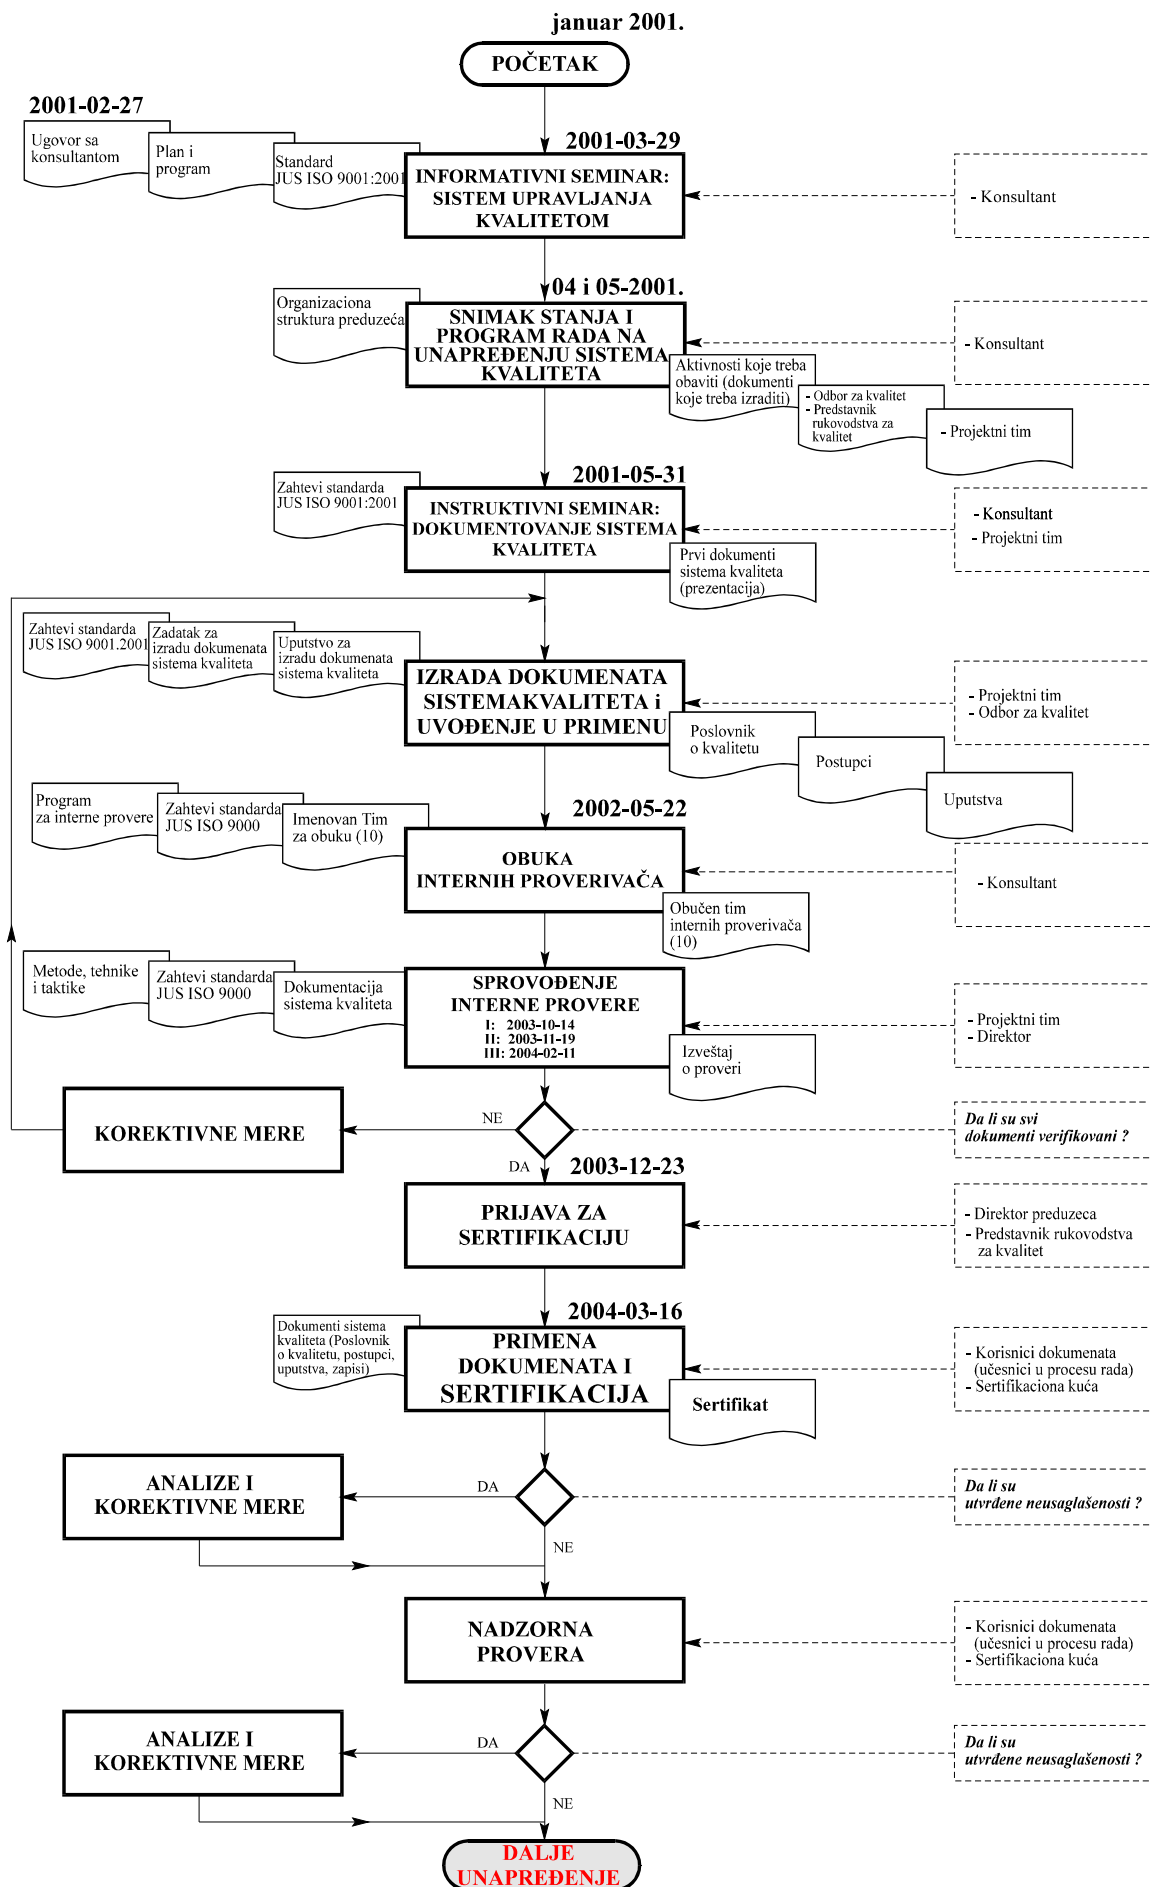 januar 2001.
POČETAK
2001-02-27
Ugovor sa
konsultantom
Plan i
program
Standard
JUS ISO 9001:2001
2001-03-29
INFORMATIVNI SEMINAR:
SISTEM UPRAVLJANJA
KVALITETOM
- Konsultant
04 i 05-2001.
Organizaciona
struktura preduzeća
SNIMAK STANJA I
PROGRAM RADA NA
UNAPREĐENJU SISTEMA
KVALITETA
- Konsultant
Aktivnosti koje treba
obaviti (dokumenti
koje treba izraditi)
- Odbor za kvalitet
- Predstavnik
rukovodstva za
kvalitet
- Projektni tim
2001-05-31
Zahtevi standarda
JUS ISO 9001:2001
INSTRUKTIVNI SEMINAR:
DOKUMENTOVANJE SISTEMA
KVALITETA
- Konsultant
- Projektni tim
Prvi dokumenti
sistema kvaliteta
(prezentacija)
Zahtevi standarda
JUS ISO 9001.2001
Zadatak za
izradu dokumenata
sistema kvaliteta
Uputstvo za
izradu dokumenata
sistema kvaliteta
IZRADA DOKUMENATA
SISTEMAKVALITETA i
UVOĐENJE U PRIMENU
- Projektni tim
- Odbor za kvalitet
Poslovnik
o kvalitetu
Postupci
Uputstva
2002-05-22
Program
za interne provere
Zahtevi standarda
JUS ISO 9000
Imenovan Tim
za obuku (10)
OBUKA
INTERNIH PROVERIVAČA
- Konsultant
Obučen tim
internih proverivača
(10)
Metode, tehnike
i taktike
Zahtevi standarda
JUS ISO 9000
Dokumentacija
sistema kvaliteta
SPROVOĐENJE
INTERNE PROVERE
I: 2003-10-14
II: 2003-11-19
III: 2004-02-11
- Projektni tim
- Direktor
Izveštaj
o proveri
KOREKTIVNE MERE
NE
DA
Da li su svi
dokumenti verifikovani ?
2003-12-23
PRIJAVA ZA
SERTIFIKACIJU
- Direktor preduzeca
- Predstavnik rukovodstva
za kvalitet
2004-03-16
Dokumenti sistema
kvaliteta (Poslovnik
o kvalitetu, postupci,
uputstva, zapisi)
PRIMENA
DOKUMENATA I
SERTIFIKACIJA
- Korisnici dokumenata
(učesnici u procesu rada)
- Sertifikaciona kuća
Sertifikat
ANALIZE I
KOREKTIVNE MERE
DA
NE
Da li su
utvrđene neusaglašenosti ?
NADZORNA
PROVERA
- Korisnici dokumenata
(učesnici u procesu rada)
- Sertifikaciona kuća
ANALIZE I
KOREKTIVNE MERE
DA
NE
Da li su
utvrđene neusaglašenosti ?
DALJE
UNAPREĐENJE